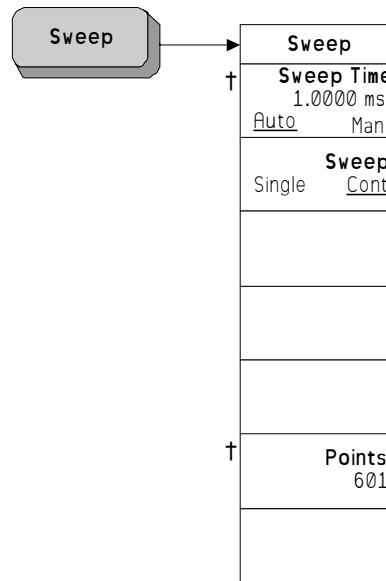 Sweep
Sweep
† Sweep Time
1.0000 ms
Auto Man
Sweep
Single Cont
† Points
601